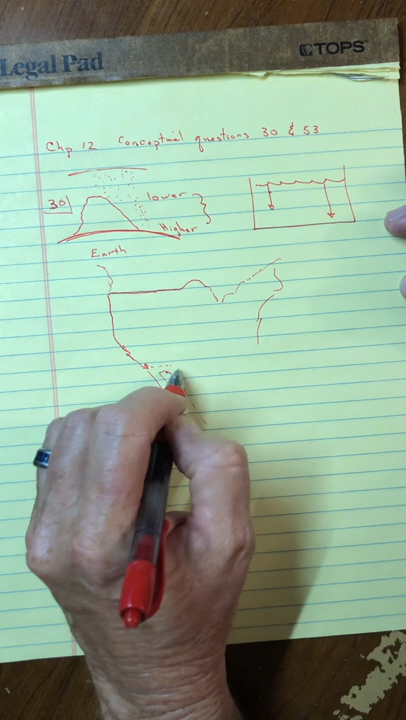 Legal Pad
TOPS
Chp 12 Conceptual questions 30 & 53
30
lower
Higher
Earth